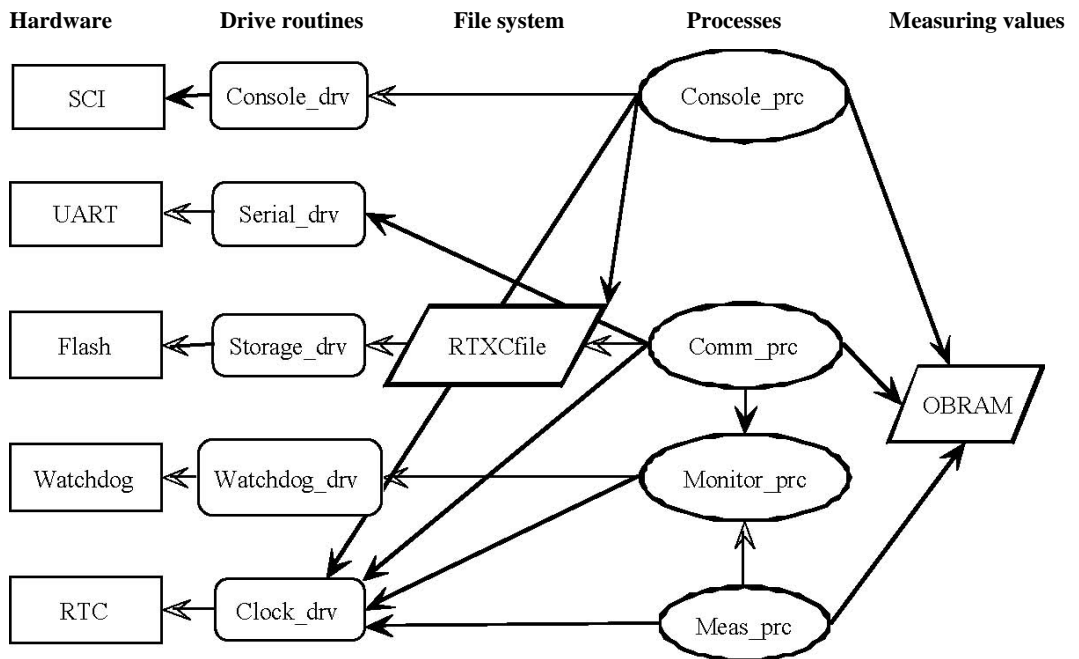 Hardware Drive routines File system Processes Measuring values
SCI Console_drv Console_prc
UART Serial_drv
Flash Storage_drv RTXCfile Comm_prc
OBRAM
Watchdog Watchdog_drv Monitor_prc
RTC Clock_drv Meas_prc